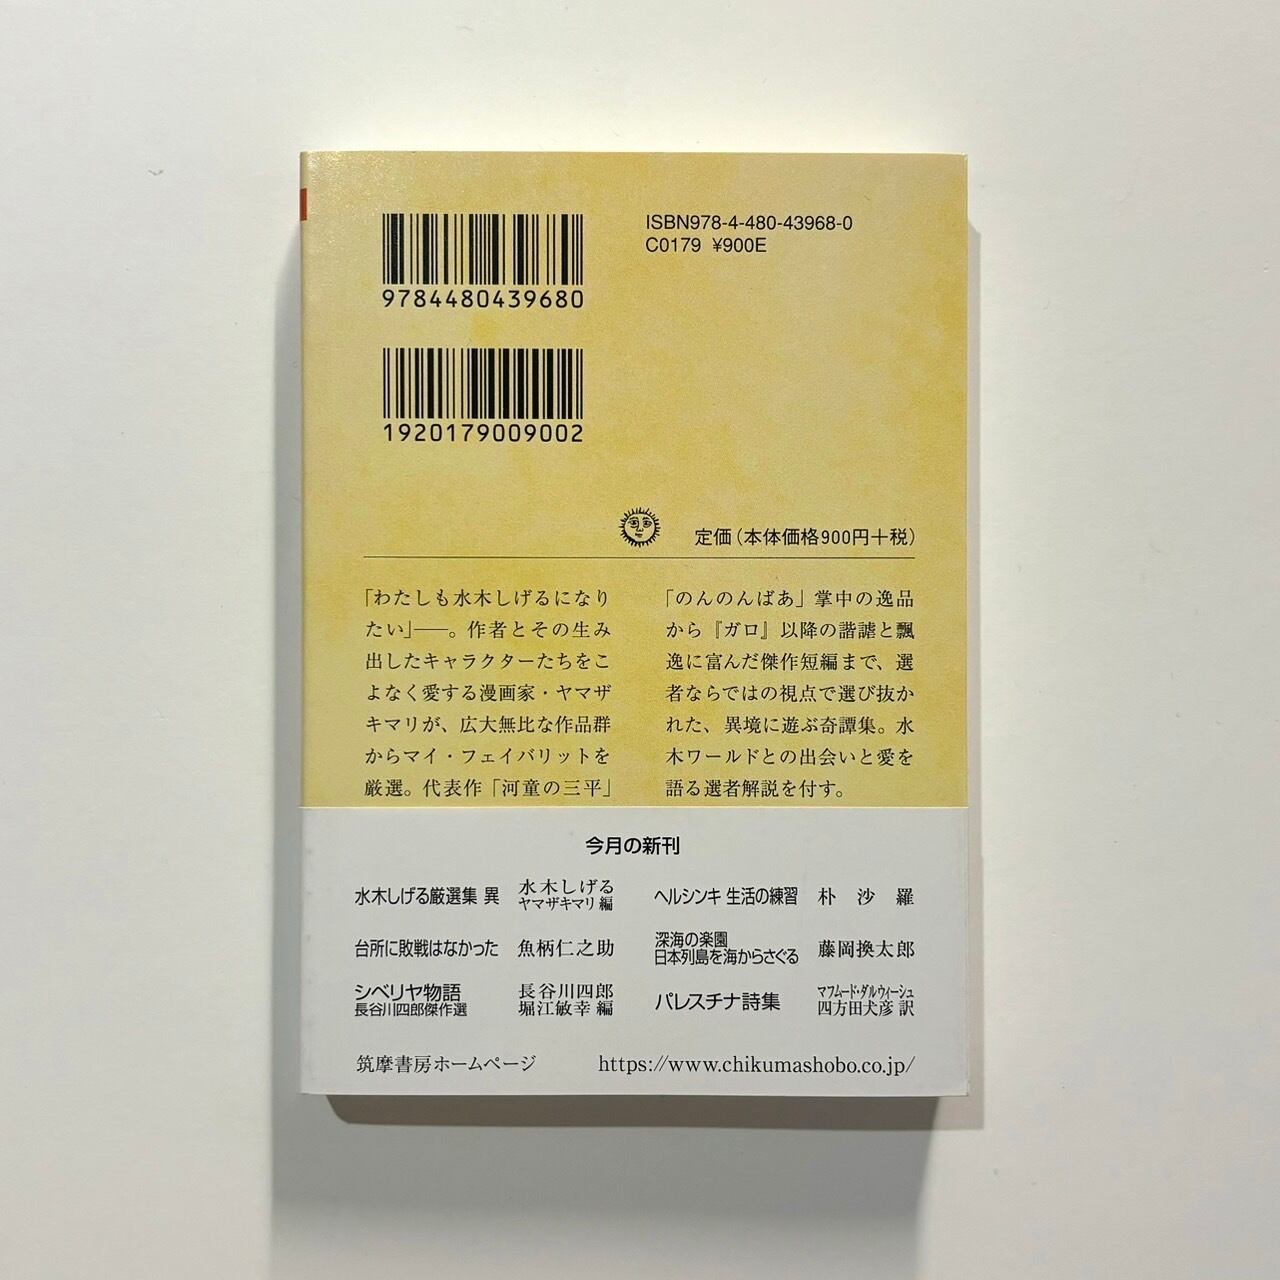 9784480439680
1920179009002
ISBN978-4-480-43968-0
C0179 ¥900E
定価(本体価格900円+税)
「わたしも水木しげるになり
たい」──。作者とその生み
出したキャラクターたちをこ
よなく愛する漫画家・ヤマザ
キマリが、広大無比な作品群
からマイ・フェイバリットを
厳選。代表作「河童の三平」
「のんのんばあ」掌中の逸品
から『ガロ』以降の諧謔と飄
逸に富んだ傑作短編まで、選
者ならではの視点で選び抜か
れた、異境に遊ぶ奇譚集。水
木ワールドとの出会いと愛を
語る選者解説を付す。
今月の新刊
水木しげる厳選集 異
水木しげる
ヤマザキマリ 編
台所に敗戦はなかった
魚柄仁之助
シベリヤ物語
長谷川四郎傑作選
長谷川四郎
堀江敏幸 編
ヘルシンキ 生活の練習
朴 沙 羅
深海の楽園
日本列島を海からさぐる
藤岡換太郎
パレスチナ詩集
マフムード・ダルウィーシュ
四方田犬彦 訳
筑摩書房ホームページ
https://www.chikumashobo.co.jp/